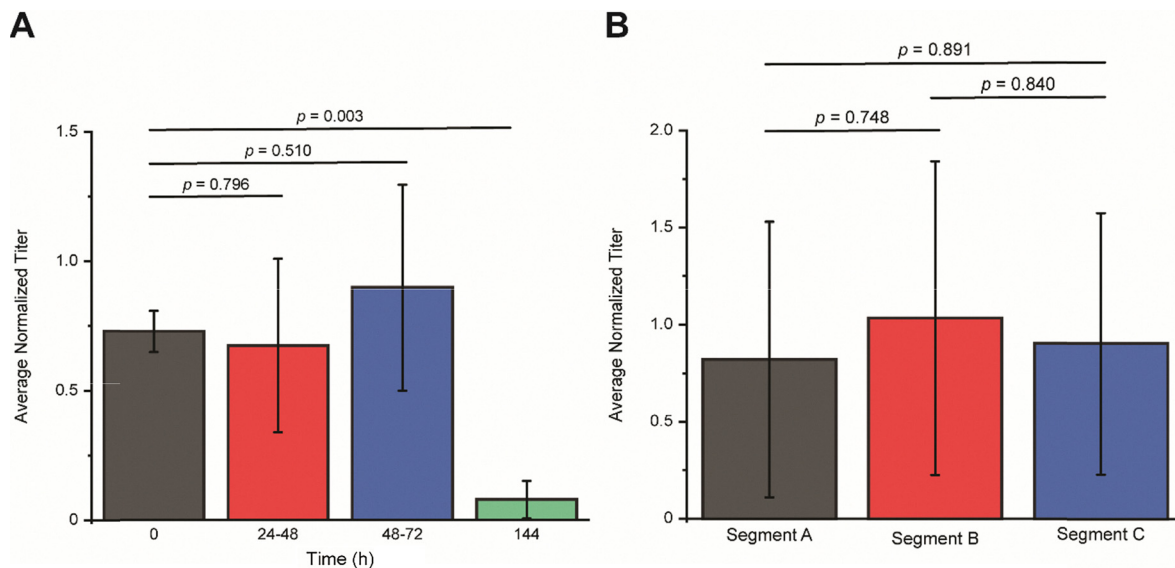 A
p = 0.003
p = 0.510
p = 0.796
1.5
1.0
0.5
0
Average Normalized Titer
0 24-48 48-72 144
Time (h)
B
p = 0.891
p = 0.840
p = 0.748
2.0
1.5
1.0
0.5
0
Average Normalized Titer
Segment A Segment B Segment C